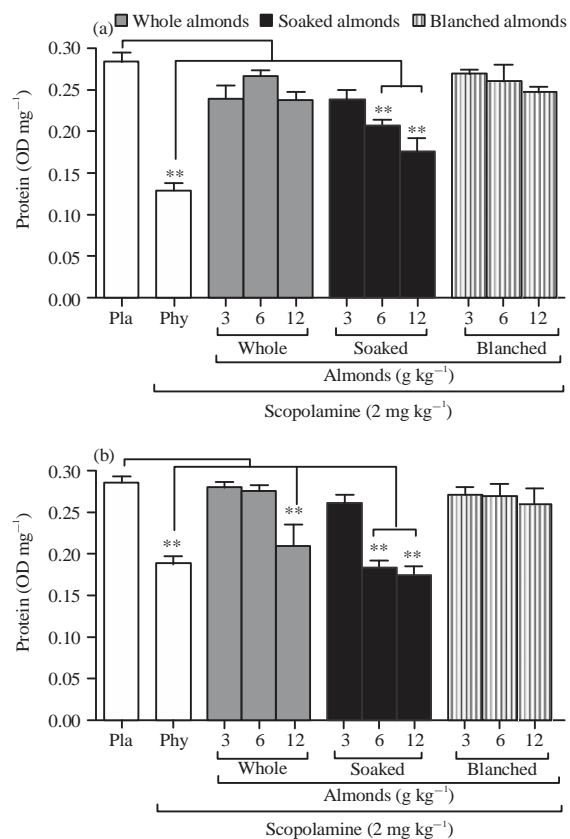 (a) Whole almonds Soaked almonds Blanched almonds
Protein (OD mg⁻¹)
0.30
0.25
0.20
0.15
0.10
0.05
0.00
**
**
**
Pla Phy 3 6 12 3 6 12 3 6 12
Whole Soaked Blanched
Almonds (g kg⁻¹)
Scopolamine (2 mg kg⁻¹)
(b)
Protein (OD mg⁻¹)
0.30
0.25
0.20
0.15
0.10
0.05
0.00
**
**
**
**
Pla Phy 3 6 12 3 6 12 3 6 12
Whole Soaked Blanched
Almonds (g kg⁻¹)
Scopolamine (2 mg kg⁻¹)